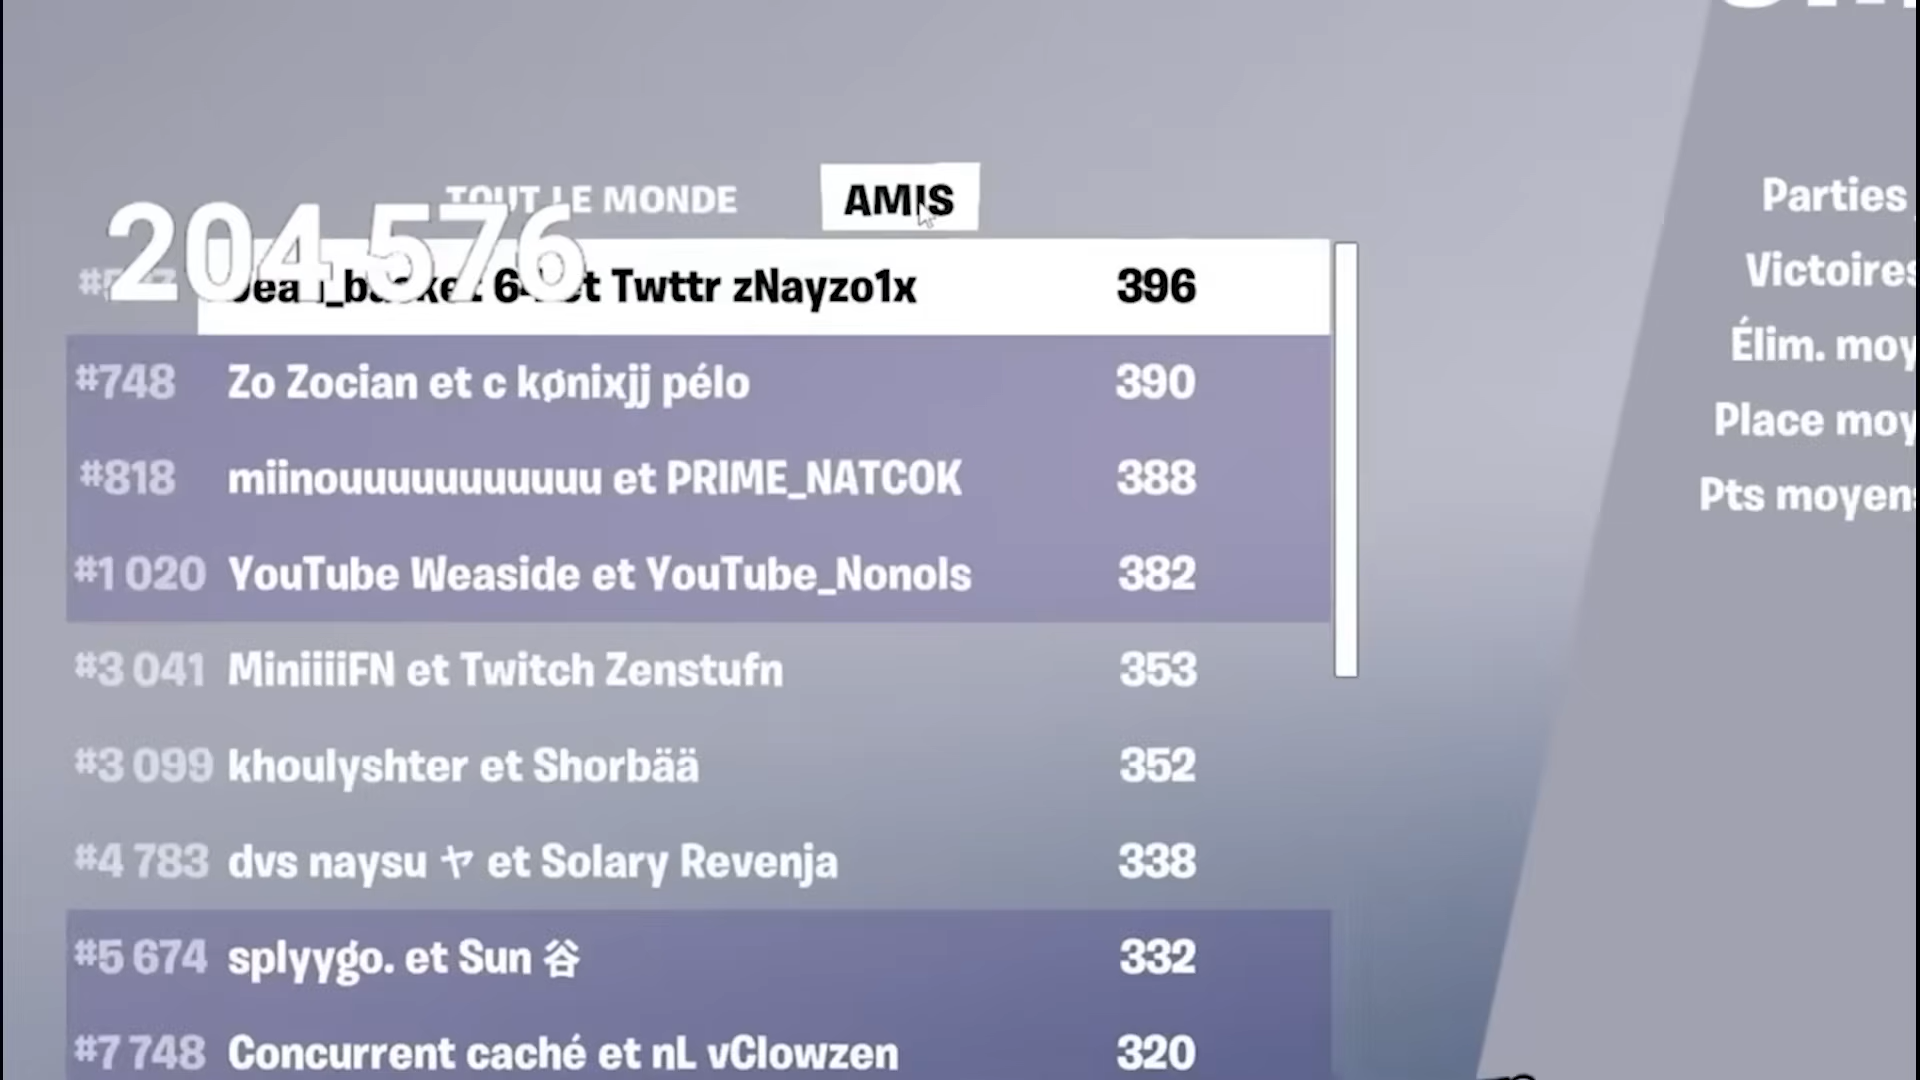 TOUT LE MONDE AMIS
204 576
et Twttr zNayzo1x 396
#748 Zo Zocian et c kønixjj pélo 390
#818 miinouuuuuuuuuuu et PRIME_NATCOK 388
#1 020 YouTube Weaside et YouTube_Nonols 382
#3 041 MiniiiiFN et Twitch Zenstufn 353
#3 099 khoulyshter et Shorbää 352
#4 783 dvs naysu ヤ et Solary Revenja 338
#5 674 splyygo. et Sun 谷 332
#7 748 Concurrent caché et nL vClowzen 320
Parties
Victoires
Élim. moy
Place moy
Pts moyens